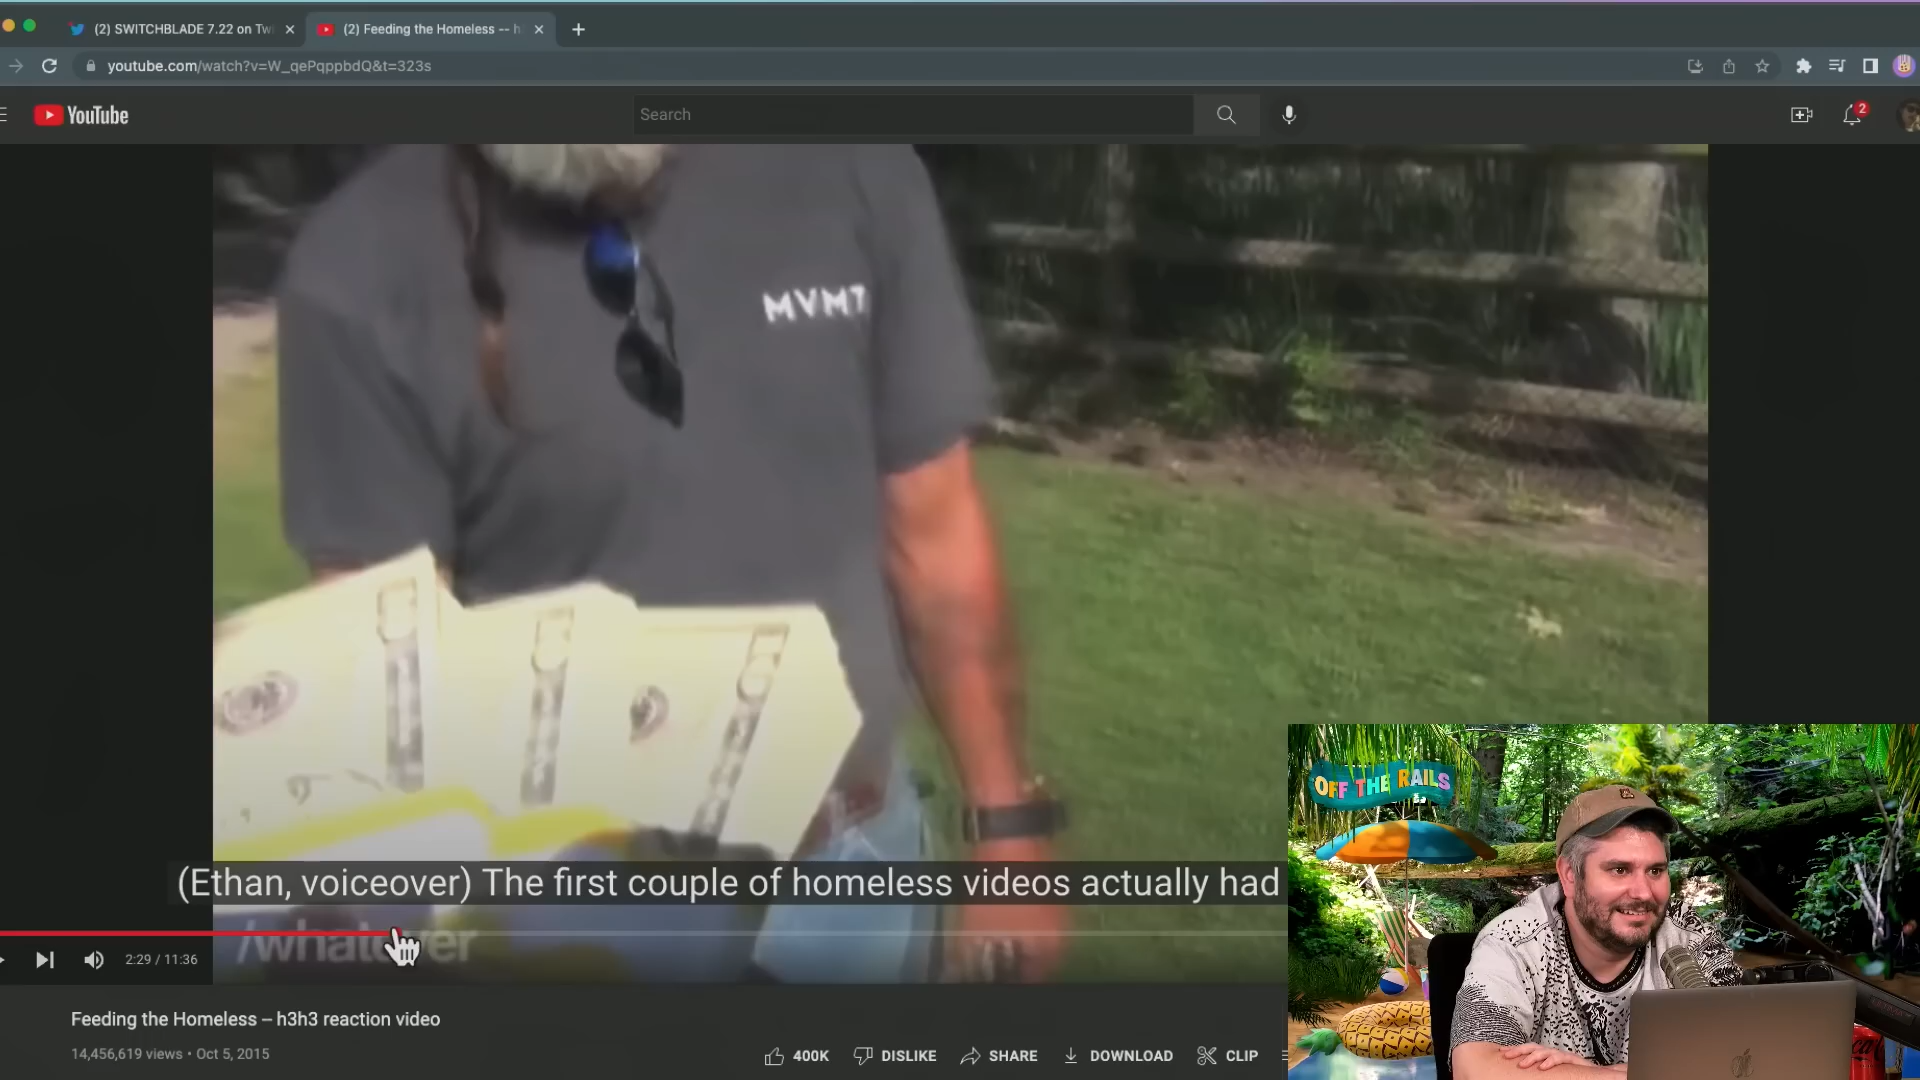 (2) SWITCHBLADE 7.22 on Twi
(2) Feeding the Homeless -- h
youtube.com/watch?v=W_qePqppbdQ&t=323s
YouTube
Search
2
MVMT
OFF THE RAILS
(Ethan, voiceover) The first couple of homeless videos actually had
/whatever
2:29 / 11:36
Feeding the Homeless – h3h3 reaction video
14,456,619 views • Oct 5, 2015
400K
DISLIKE
SHARE
DOWNLOAD
CLIP